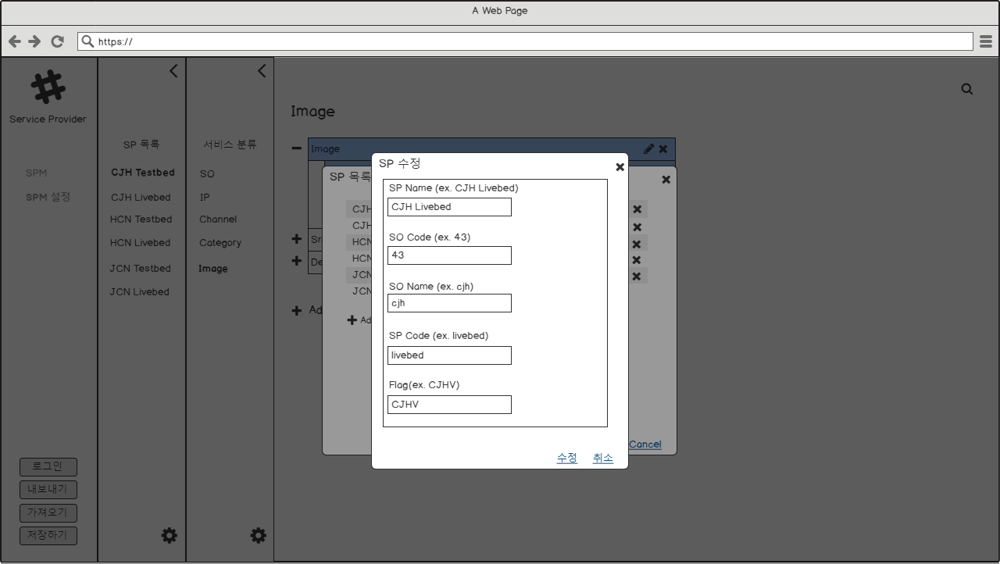 A Web Page
https://
Service Provider
SPM
SPM 설정
로그인
내보내기
가져오기
저장하기
SP 목록
CJH Testbed
CJH Livebed
HCN Testbed
HCN Livebed
JCN Testbed
JCN Livebed
서비스 분류
SO
IP
Channel
Category
Image
Image
Image
SP 목록
CJH
CJH
HCN
HCN
JCN
JCN
Ad
Cancel
De
Ad
SP 수정
SP Name (ex. CJH Livebed)
CJH Livebed
SO Code (ex. 43)
43
SO Name (ex. cjh)
cjh
SP Code (ex. livebed)
livebed
Flag(ex. CJHV)
CJHV
수정 취소